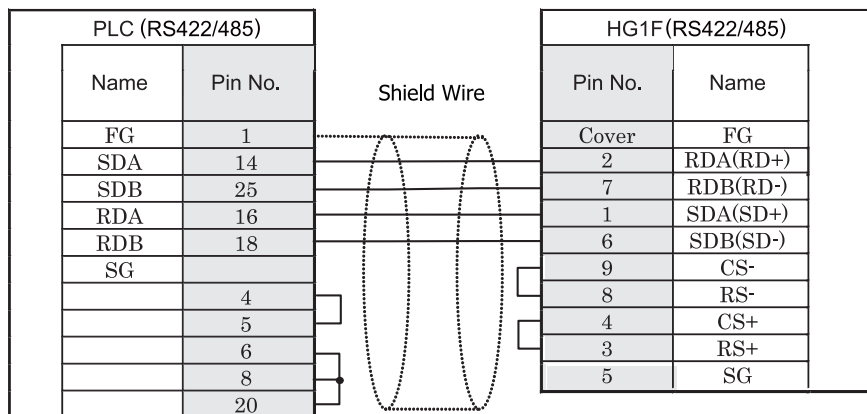 PLC (RS422/485)
Name Pin No.
FG 1
SDA 14
SDB 25
RDA 16
RDB 18
SG
4
5
6
8
20
Shield Wire
HG1F(RS422/485)
Pin No. Name
Cover FG
2 RDA(RD+)
7 RDB(RD-)
1 SDA(SD+)
6 SDB(SD-)
9 CS-
8 RS-
4 CS+
3 RS+
5 SG